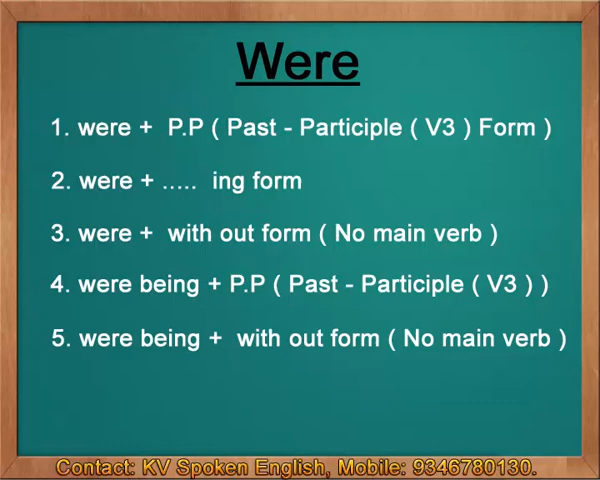 Were
1. were + P.P ( Past - Participle ( V3 ) Form )
2. were + ..... ing form
3. were + with out form ( No main verb )
4. were being + P.P ( Past - Participle ( V3 ) )
5. were being + with out form ( No main verb )
Contact: KV Spoken English, Mobile: 9346780130.